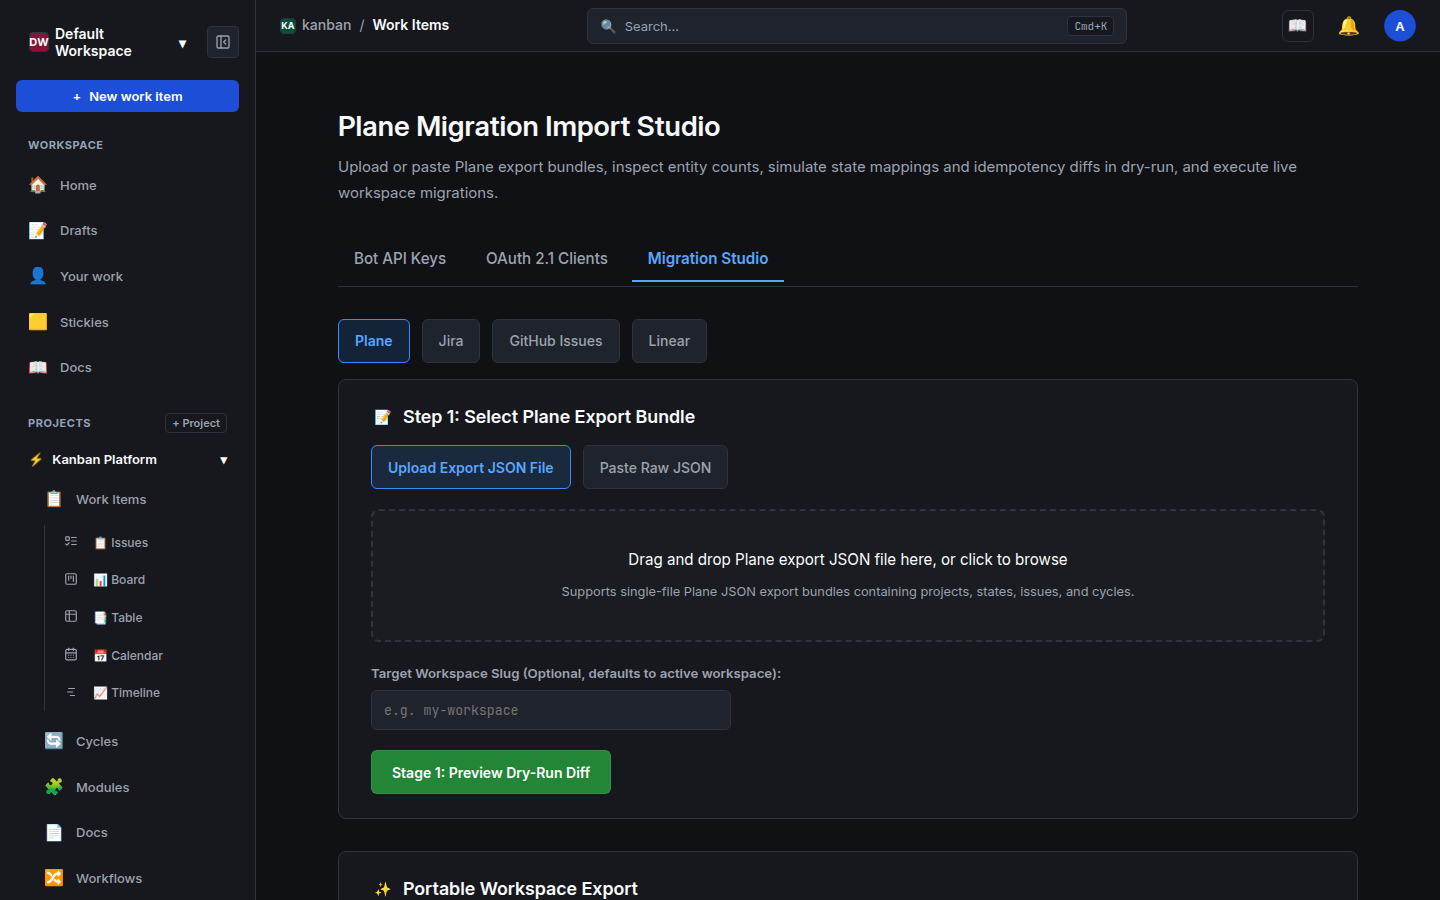 DW Default Workspace ▾
+ New work item
WORKSPACE
Home
Drafts
Your work
Stickies
Docs
PROJECTS + Project
Kanban Platform ▾
Work Items
Issues
Board
Table
Calendar
Timeline
Cycles
Modules
Docs
Workflows
KA kanban / Work Items
Search... Cmd+K
A
Plane Migration Import Studio
Upload or paste Plane export bundles, inspect entity counts, simulate state mappings and idempotency diffs in dry-run, and execute live
workspace migrations.
Bot API Keys OAuth 2.1 Clients Migration Studio
Plane Jira GitHub Issues Linear
Step 1: Select Plane Export Bundle
Upload Export JSON File Paste Raw JSON
Drag and drop Plane export JSON file here, or click to browse
Supports single-file Plane JSON export bundles containing projects, states, issues, and cycles.
Target Workspace Slug (Optional, defaults to active workspace):
e.g. my-workspace
Stage 1: Preview Dry-Run Diff
Portable Workspace Export